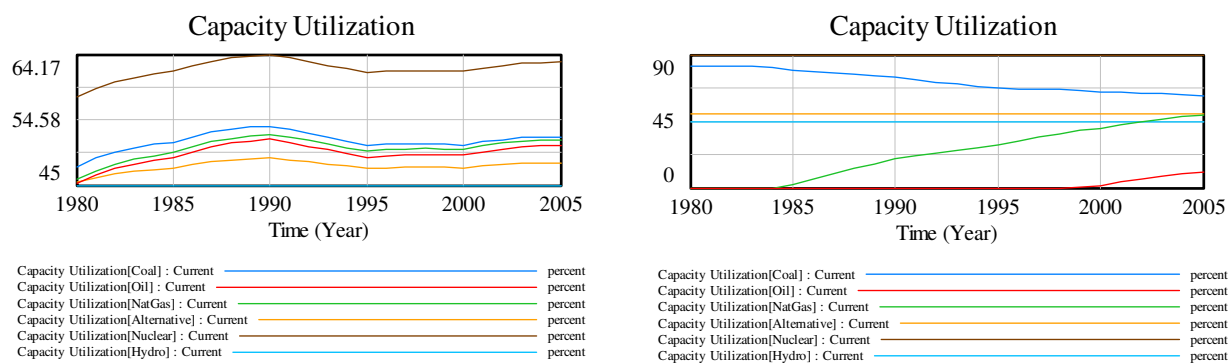 Capacity Utilization
64.17
54.58
45
1980 1985 1990 1995 2000 2005
Time (Year)
Capacity Utilization[Coal] : Current percent
Capacity Utilization[Oil] : Current percent
Capacity Utilization[NatGas] : Current percent
Capacity Utilization[Alternative] : Current percent
Capacity Utilization[Nuclear] : Current percent
Capacity Utilization[Hydro] : Current percent
Capacity Utilization
90
45
0
1980 1985 1990 1995 2000 2005
Time (Year)
Capacity Utilization[Coal] : Current percent
Capacity Utilization[Oil] : Current percent
Capacity Utilization[NatGas] : Current percent
Capacity Utilization[Alternative] : Current percent
Capacity Utilization[Nuclear] : Current percent
Capacity Utilization[Hydro] : Current percent